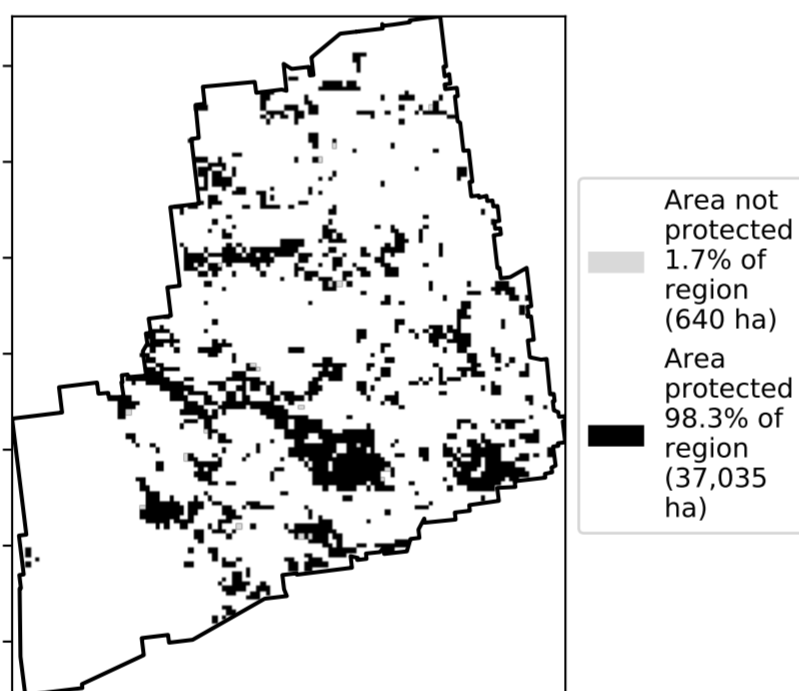 Area not
protected
1.7% of
region
(640 ha)
Area
protected
98.3% of
region
(37,035
ha)